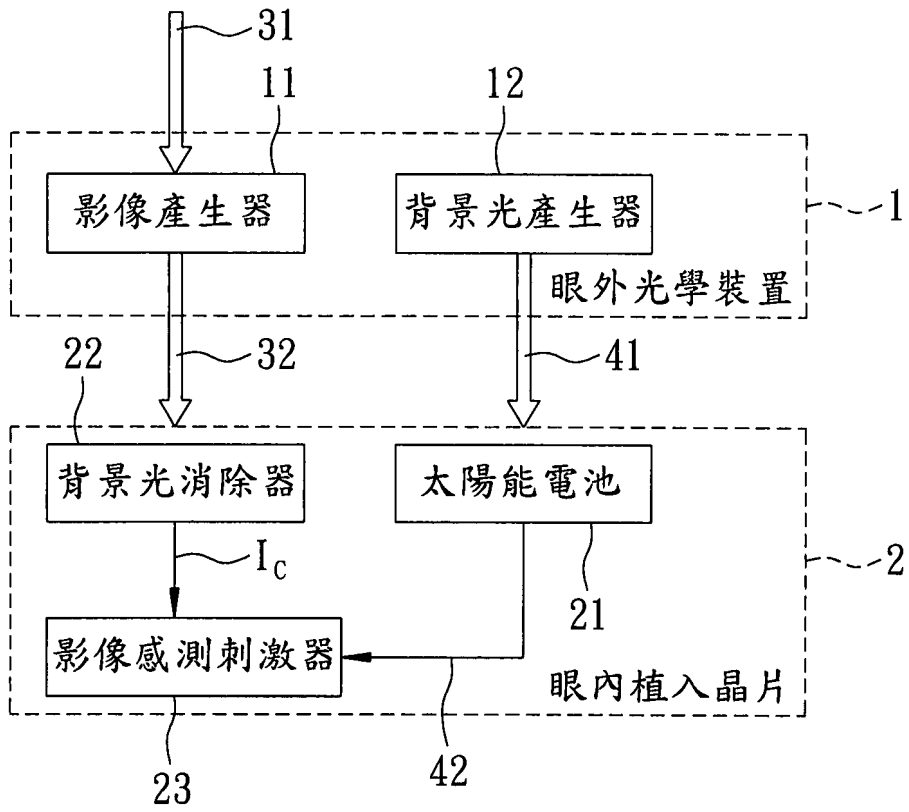 31
11
12
影像產生器
背景光產生器
1
眼外光學裝置
32
41
22
背景光消除器
太陽能電池
I_C
21
2
影像感測刺激器
眼內植入晶片
42
23